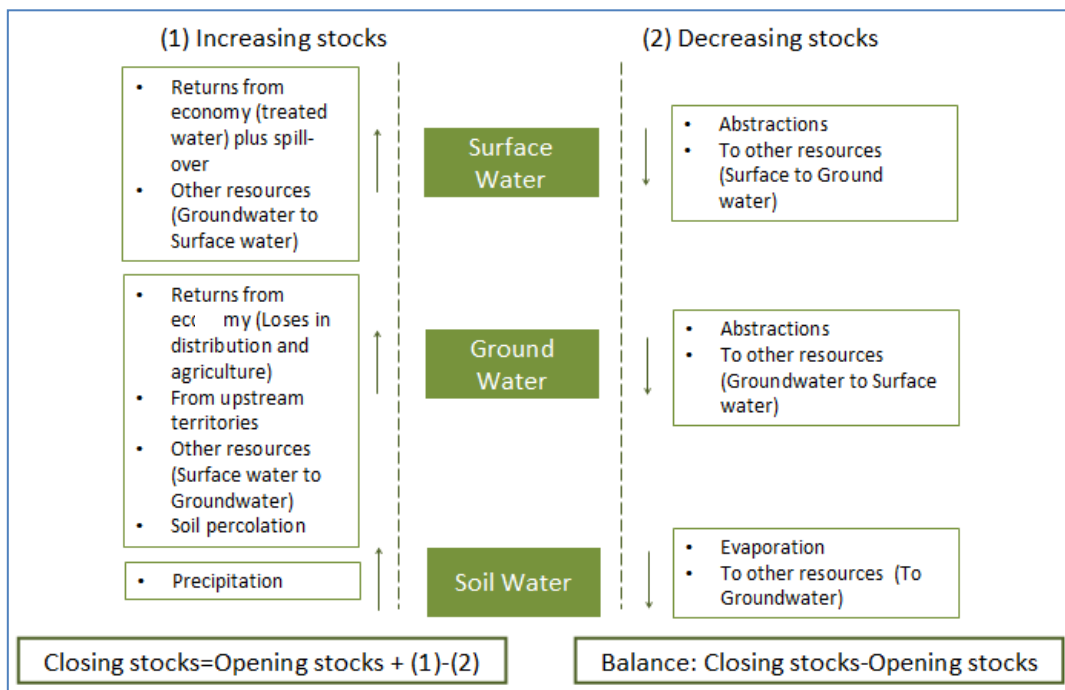 (1) Increasing stocks
(2) Decreasing stocks
• Returns from
economy (treated
water) plus spill-
over
• Other resources
(Groundwater to
Surface water)
Surface
Water
• Abstractions
• To other resources
(Surface to Ground
water)
• Returns from
ecc my (Loses in
distribution and
agriculture)
• From upstream
territories
• Other resources
(Surface water to
Groundwater)
• Soil percolation
Ground
Water
• Abstractions
• To other resources
(Groundwater to Surface
water)
• Precipitation
Soil Water
• Evaporation
• To other resources (To
Groundwater)
Closing stocks=Opening stocks + (1)-(2)
Balance: Closing stocks-Opening stocks